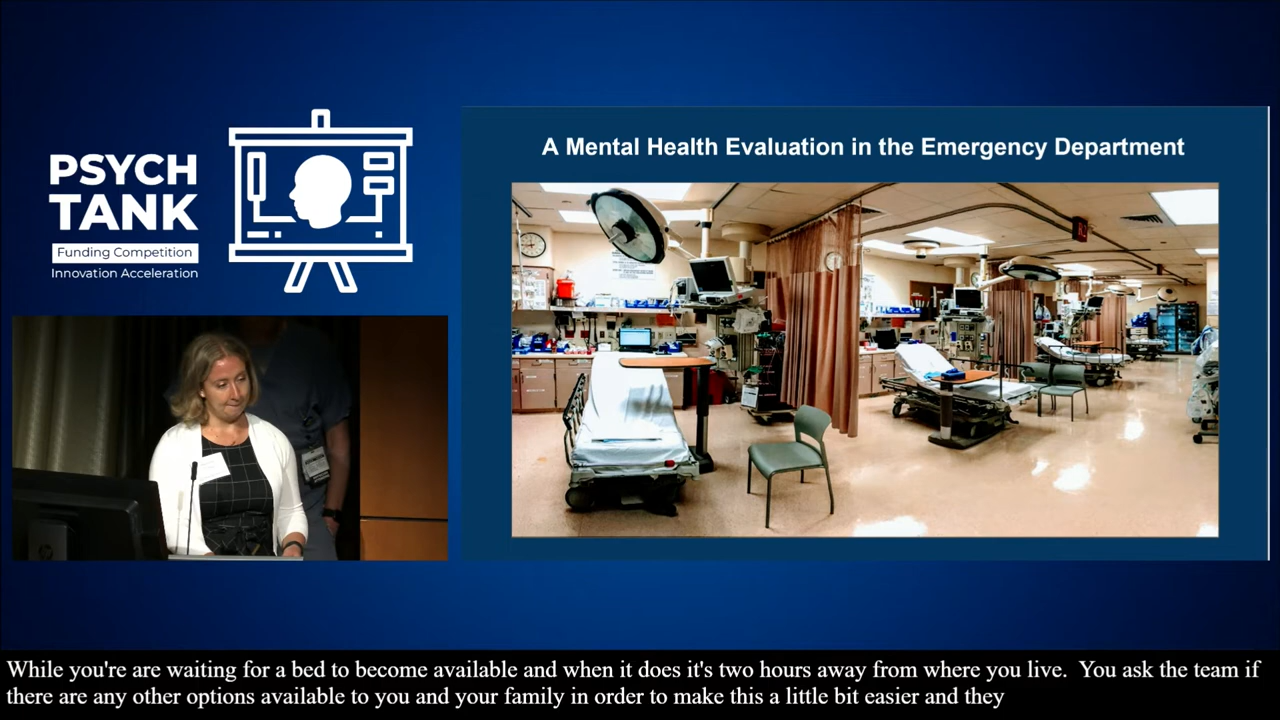 PSYCH
TANK
Funding Competition
Innovation Acceleration
A Mental Health Evaluation in the Emergency Department
While you're are waiting for a bed to become available and when it does it's two hours away from where you live.  You ask the team if
there are any other options available to you and your family in order to make this a little bit easier and they